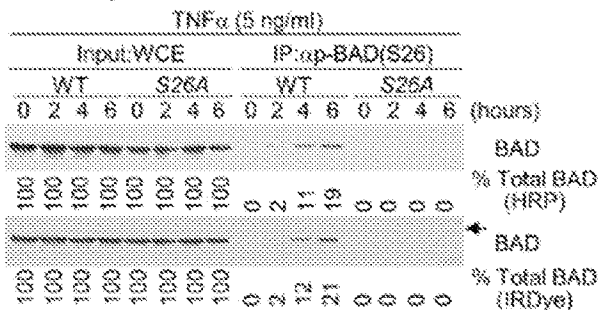 TNFα (5 ng/ml)
Input:WCE IP:αp-BAD(S26)
WT S26A WT S26A
0 2 4 6 0 2 4 6 0 2 4 6 0 2 4 6 (hours)
BAD
100 100 100 100 100 100 100 100 0 2 11 19 0 0 0 0 % Total BAD
(HRP)
BAD
100 100 100 100 100 100 100 100 0 2 12 21 0 0 0 0 % Total BAD
(IRDye)